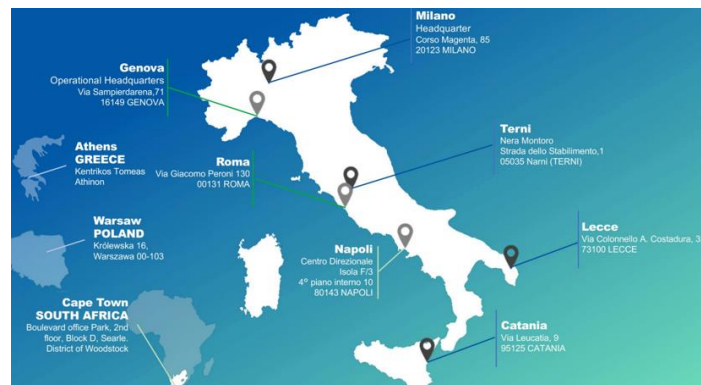 Milano
Headquarter
Corso Magenta, 85
20123 MILANO
Genova
Operational Headquarters
Via Sampierdarena,71
16149 GENOVA
Terni
Nera Montoro
Strada dello Stabilimento,1
05035 Narni (TERNI)
Athens
GREECE
Kentrikos Tomeas
Athinon
Roma
Via Giacomo Peroni 130
00131 ROMA
Warsaw
POLAND
Królewska 16,
Warszawa 00-103
Napoli
Centro Direzionale
Isola F/3
4º piano interno 10
80143 NAPOLI
Lecce
Via Colonnello A. Costadura, 3
73100 LECCE
Cape Town
SOUTH AFRICA
Boulevard office Park, 2nd
floor, Block D, Searle.
District of Woodstock
Catania
Via Leucatia, 9
95125 CATANIA